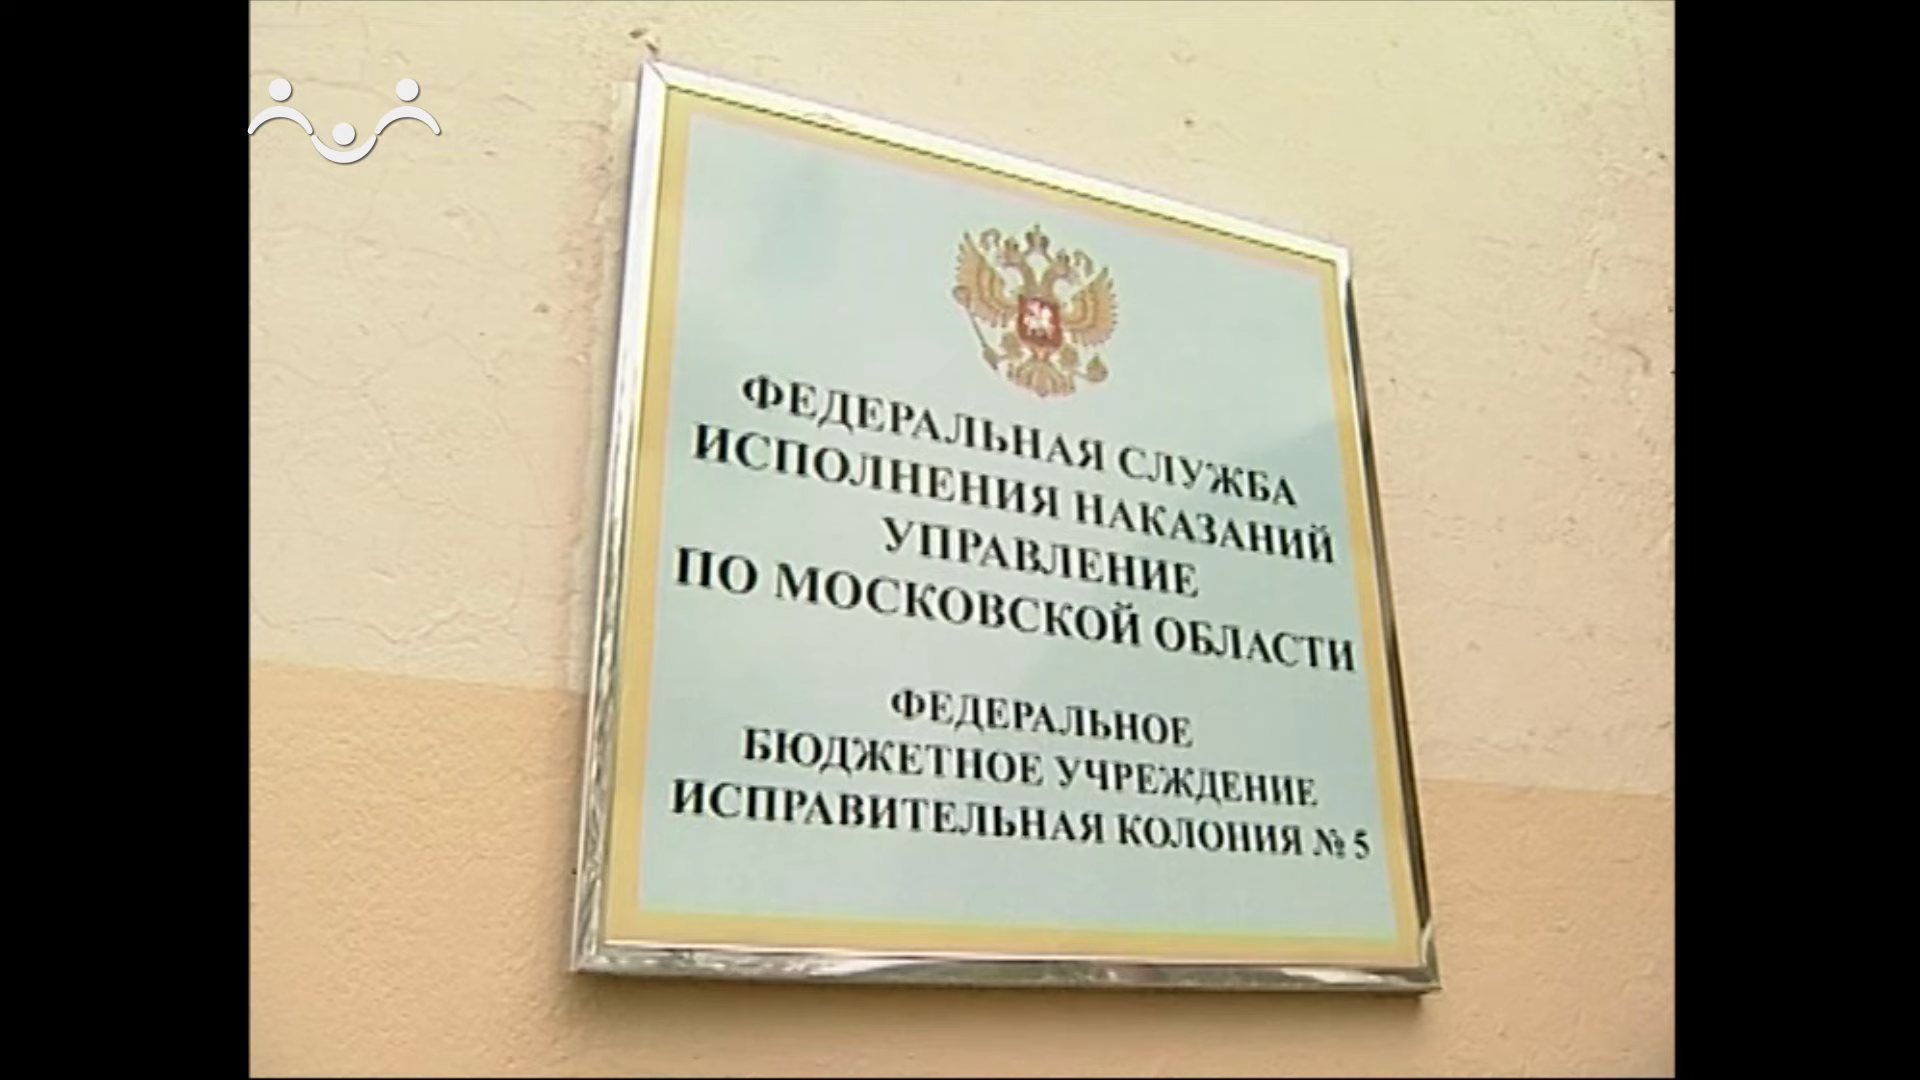 ФЕДЕРАЛЬНАЯ СЛУЖБА
ИСПОЛНЕНИЯ НАКАЗАНИЙ
УПРАВЛЕНИЕ
ПО МОСКОВСКОЙ ОБЛАСТИ
ФЕДЕРАЛЬНОЕ
БЮДЖЕТНОЕ УЧРЕЖДЕНИЕ
ИСПРАВИТЕЛЬНАЯ КОЛОНИЯ № 5